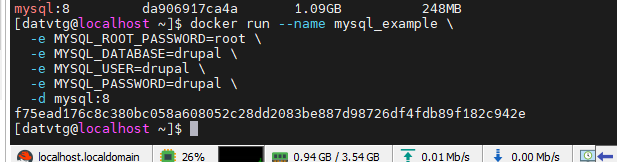 mysql:8 da906917ca4a 1.09GB 248MB
[datvtg@localhost ~]$ docker run --name mysql_example \
-e MYSQL_ROOT_PASSWORD=root \
-e MYSQL_DATABASE=drupal \
-e MYSQL_USER=drupal \
-e MYSQL_PASSWORD=drupal \
-d mysql:8
f75ead176c8c380bc058a608052c28dd2083be887d98726df4fdb89f182c942e
[datvtg@localhost ~]$
localhost.localdomain 26% 0.94 GB / 3.54 GB 0.01 Mb/s 0.00 Mb/s